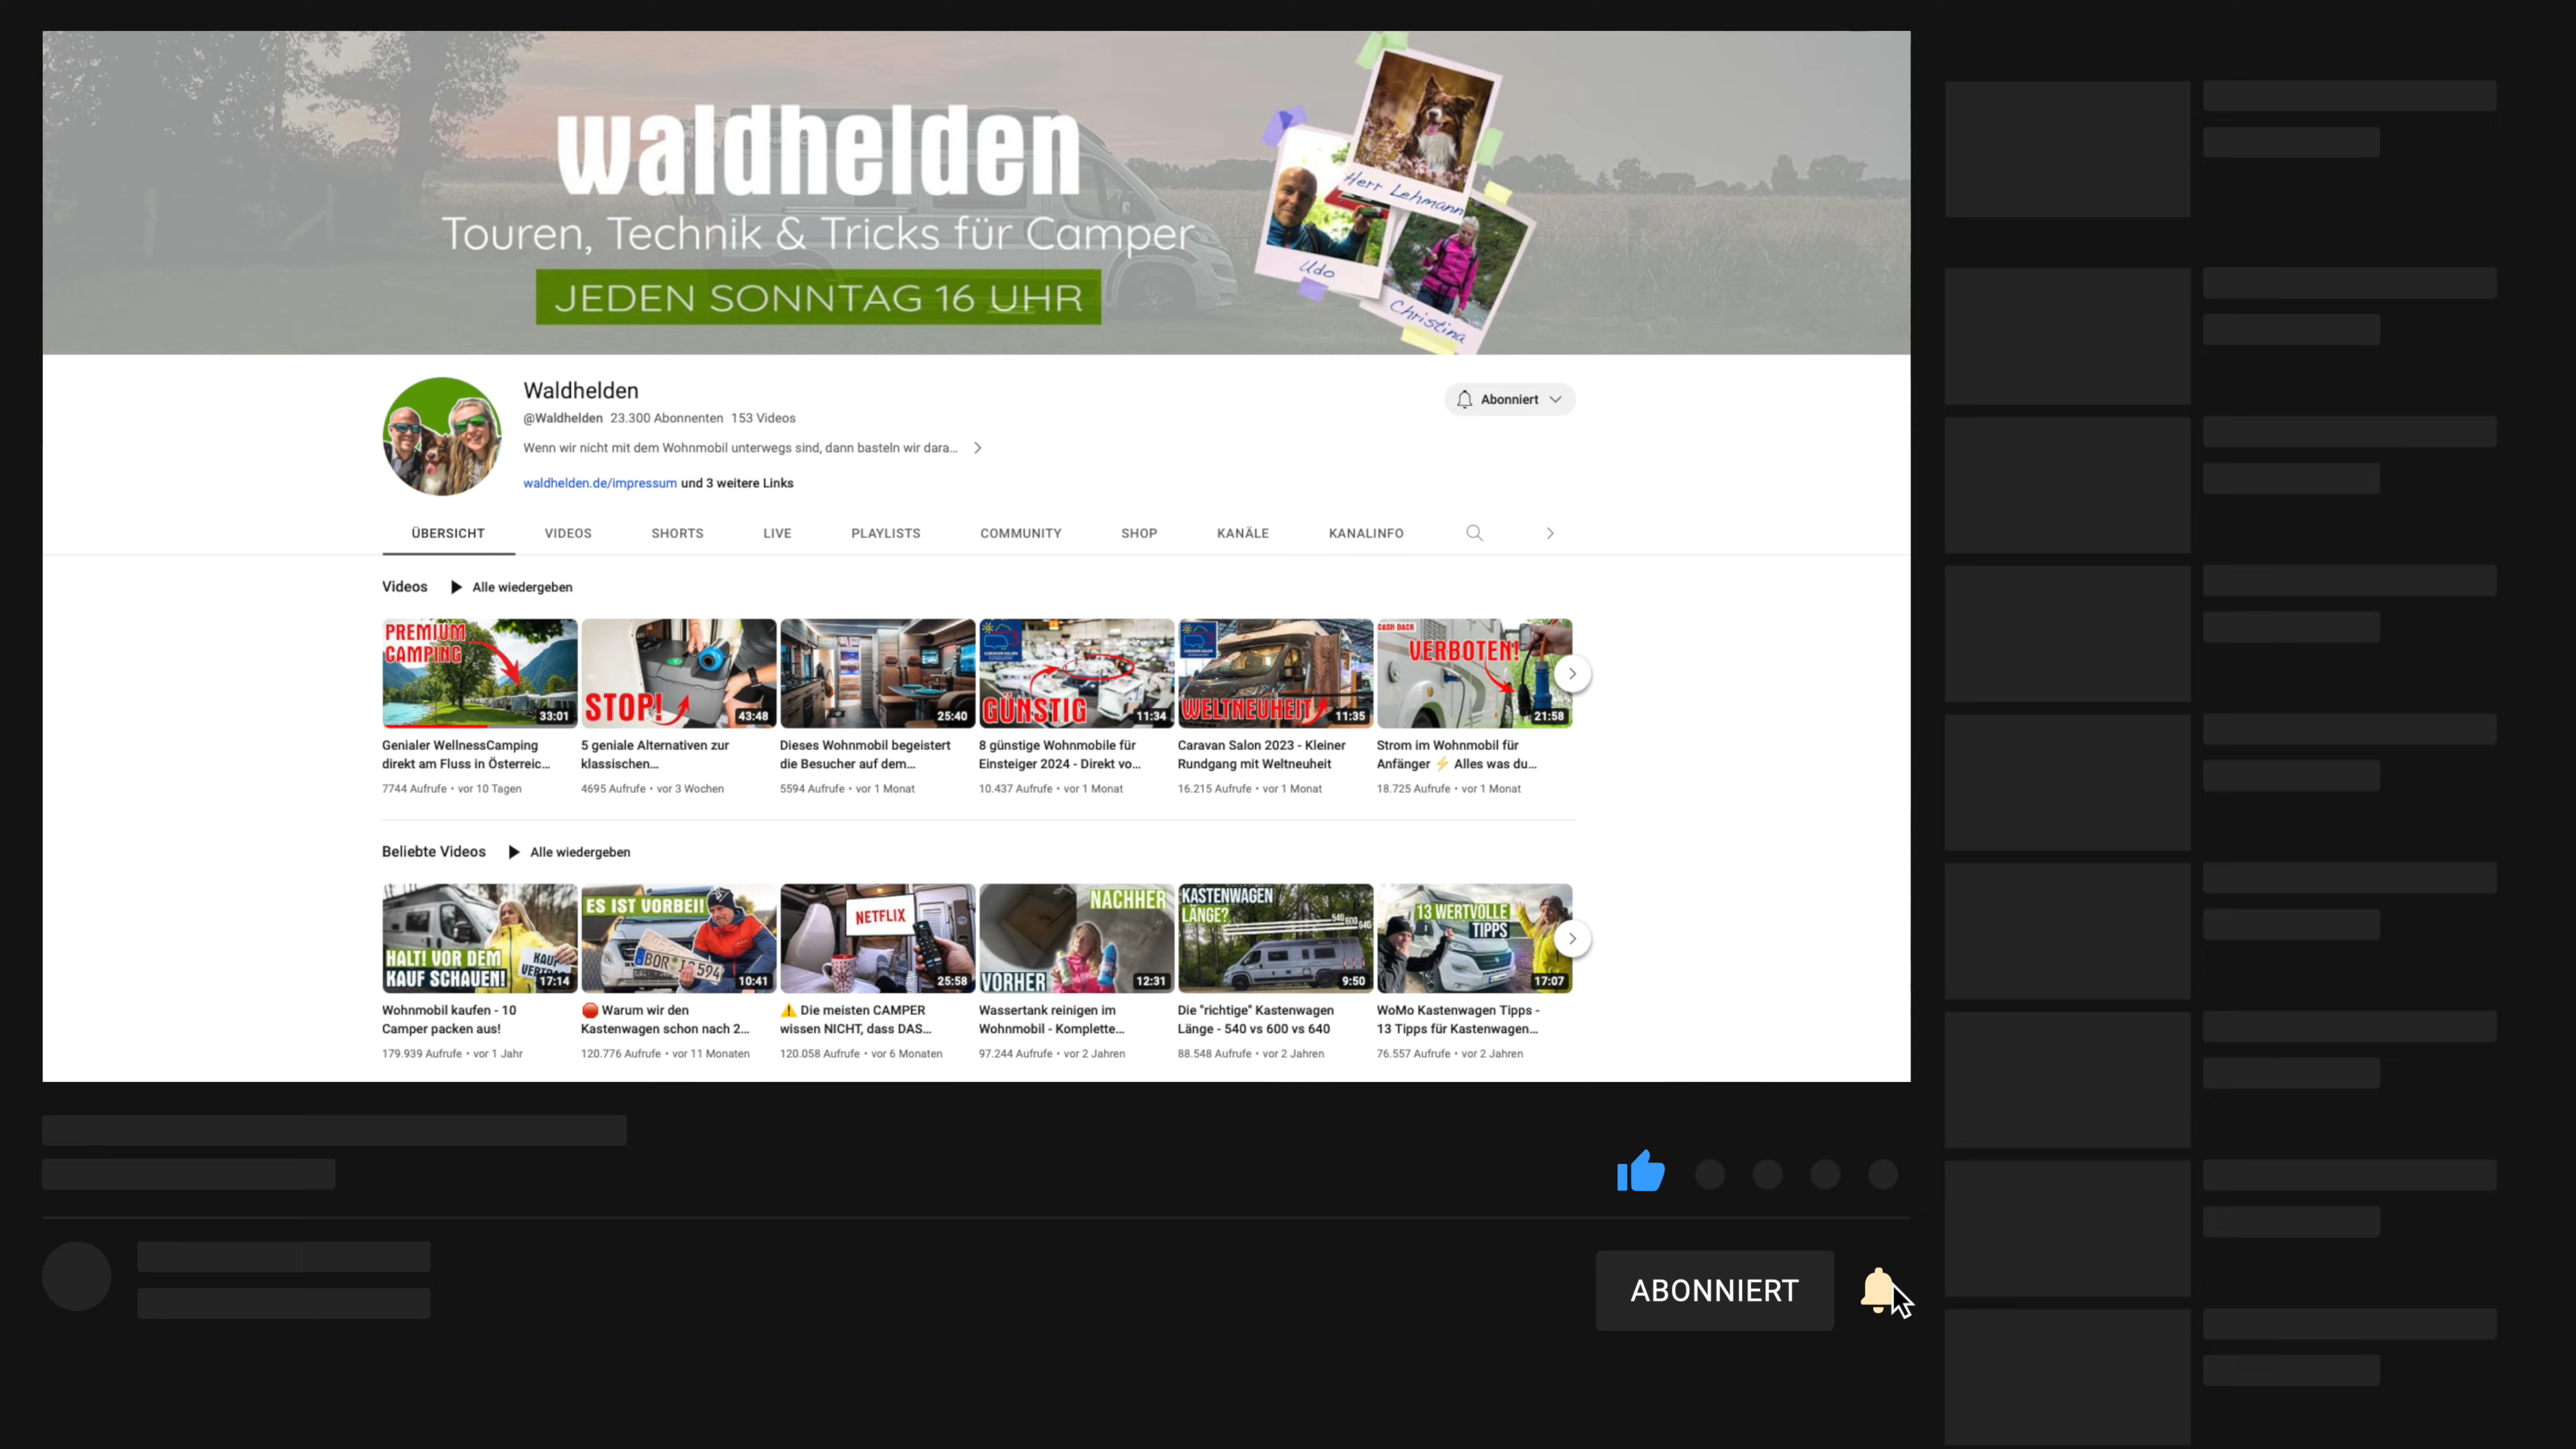 waldhelden
Touren, Technik & Tricks für Camper
JEDEN SONNTAG 16 UHR
Herr Lehmann
Udo
Christina
Waldhelden
@Waldhelden 23.300 Abonnenten 153 Videos
Wenn wir nicht mit dem Wohnmobil unterwegs sind, dann basteln wir dara...
waldhelden.de/impressum und 3 weitere Links
Abonniert
ÜBERSICHT VIDEOS SHORTS LIVE PLAYLISTS COMMUNITY SHOP KANÄLE KANALINFO
Videos Alle wiedergeben
PREMIUM
CAMPING
33:01
Genialer WellnessCamping
direkt am Fluss in Österreic...
7744 Aufrufe • vor 10 Tagen
STOP!
43:48
5 geniale Alternativen zur
klassischen...
4695 Aufrufe • vor 3 Wochen
25:40
Dieses Wohnmobil begeistert
die Besucher auf dem...
5594 Aufrufe • vor 1 Monat
GÜNSTIG
11:34
8 günstige Wohnmobile für
Einsteiger 2024 - Direkt vo...
10.437 Aufrufe • vor 1 Monat
WELTNEUHEIT
11:35
Caravan Salon 2023 - Kleiner
Rundgang mit Weltneuheit
16.215 Aufrufe • vor 1 Monat
CASH BACK
VERBOTEN!
21:58
Strom im Wohnmobil für
Anfänger ⚡ Alles was du...
18.725 Aufrufe • vor 1 Monat
Beliebte Videos Alle wiedergeben
HALT! VOR DEM
KAUF SCHAUEN!
KAUF
17:14
Wohnmobil kaufen - 10
Camper packen aus!
179.939 Aufrufe • vor 1 Jahr
ES IST VORBEI!
BOR 594
10:41
🛑 Warum wir den
Kastenwagen schon nach 2...
120.776 Aufrufe • vor 11 Monaten
NETFLIX
25:58
⚠️ Die meisten CAMPER
wissen NICHT, dass DAS...
120.058 Aufrufe • vor 6 Monaten
NACHHER
VORHER
12:31
Wassertank reinigen im
Wohnmobil - Komplette...
97.244 Aufrufe • vor 2 Jahren
KASTENWAGEN
LÄNGE?
540
600
640
9:50
Die "richtige" Kastenwagen
Länge - 540 vs 600 vs 640
88.548 Aufrufe • vor 2 Jahren
13 WERTVOLLE
TIPPS
17:07
WoMo Kastenwagen Tipps -
13 Tipps für Kastenwagen...
76.557 Aufrufe • vor 2 Jahren
ABONNIERT